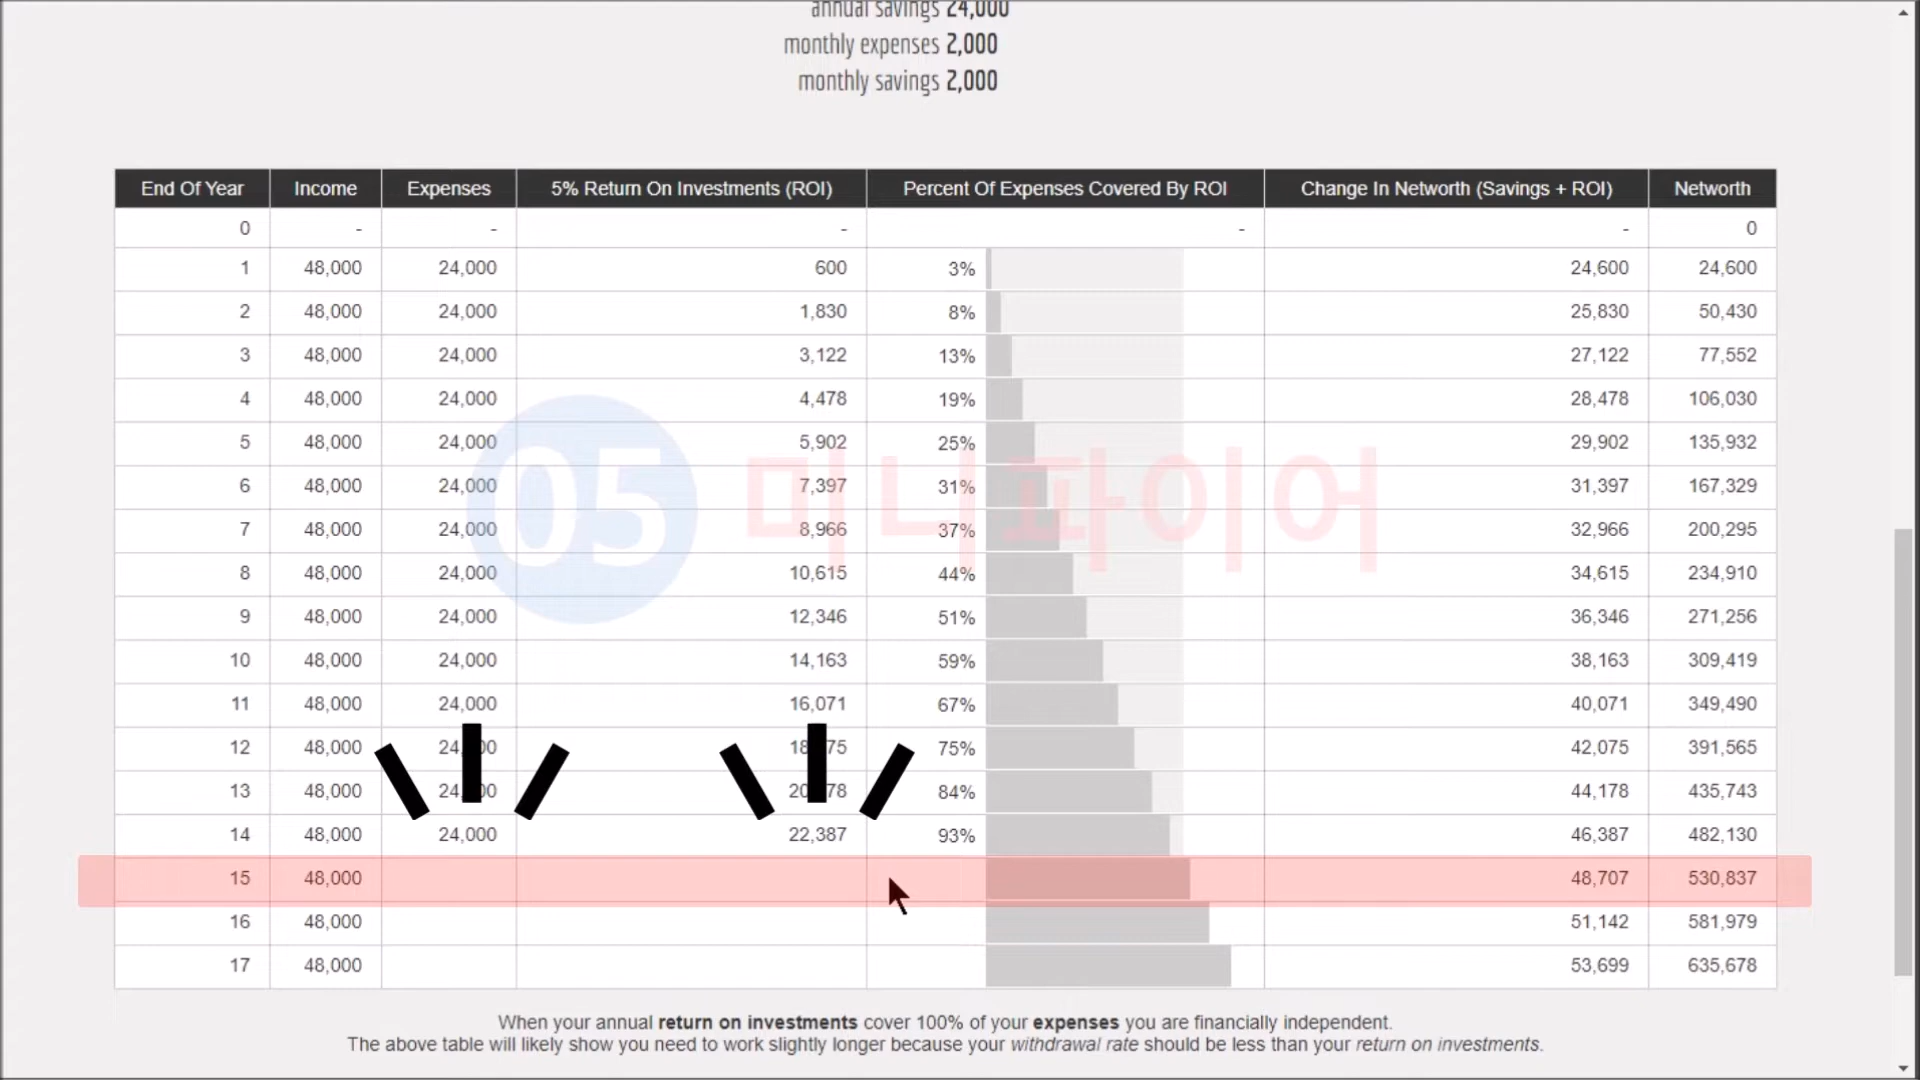 annual savings 24,000
monthly expenses 2,000
monthly savings 2,000
End Of Year Income Expenses 5% Return On Investments (ROI) Percent Of Expenses Covered By ROI Change In Networth (Savings + ROI) Networth
0 - - - - - 0
1 48,000 24,000 600 3% 24,600 24,600
2 48,000 24,000 1,830 8% 25,830 50,430
3 48,000 24,000 3,122 13% 27,122 77,552
4 48,000 24,000 4,478 19% 28,478 106,030
5 48,000 24,000 5,902 25% 29,902 135,932
05 미니파이어
6 48,000 24,000 7,397 31% 31,397 167,329
7 48,000 24,000 8,966 37% 32,966 200,295
8 48,000 24,000 10,615 44% 34,615 234,910
9 48,000 24,000 12,346 51% 36,346 271,256
10 48,000 24,000 14,163 59% 38,163 309,419
11 48,000 24,000 16,071 67% 40,071 349,490
12 48,000 75% 42,075 391,565
13 48,000 84% 44,178 435,743
14 48,000 24,000 22,387 93% 46,387 482,130
15 48,000 48,707 530,837
16 48,000 51,142 581,979
17 48,000 53,699 635,678
When your annual return on investments cover 100% of your expenses you are financially independent.
The above table will likely show you need to work slightly longer because your withdrawal rate should be less than your return on investments.